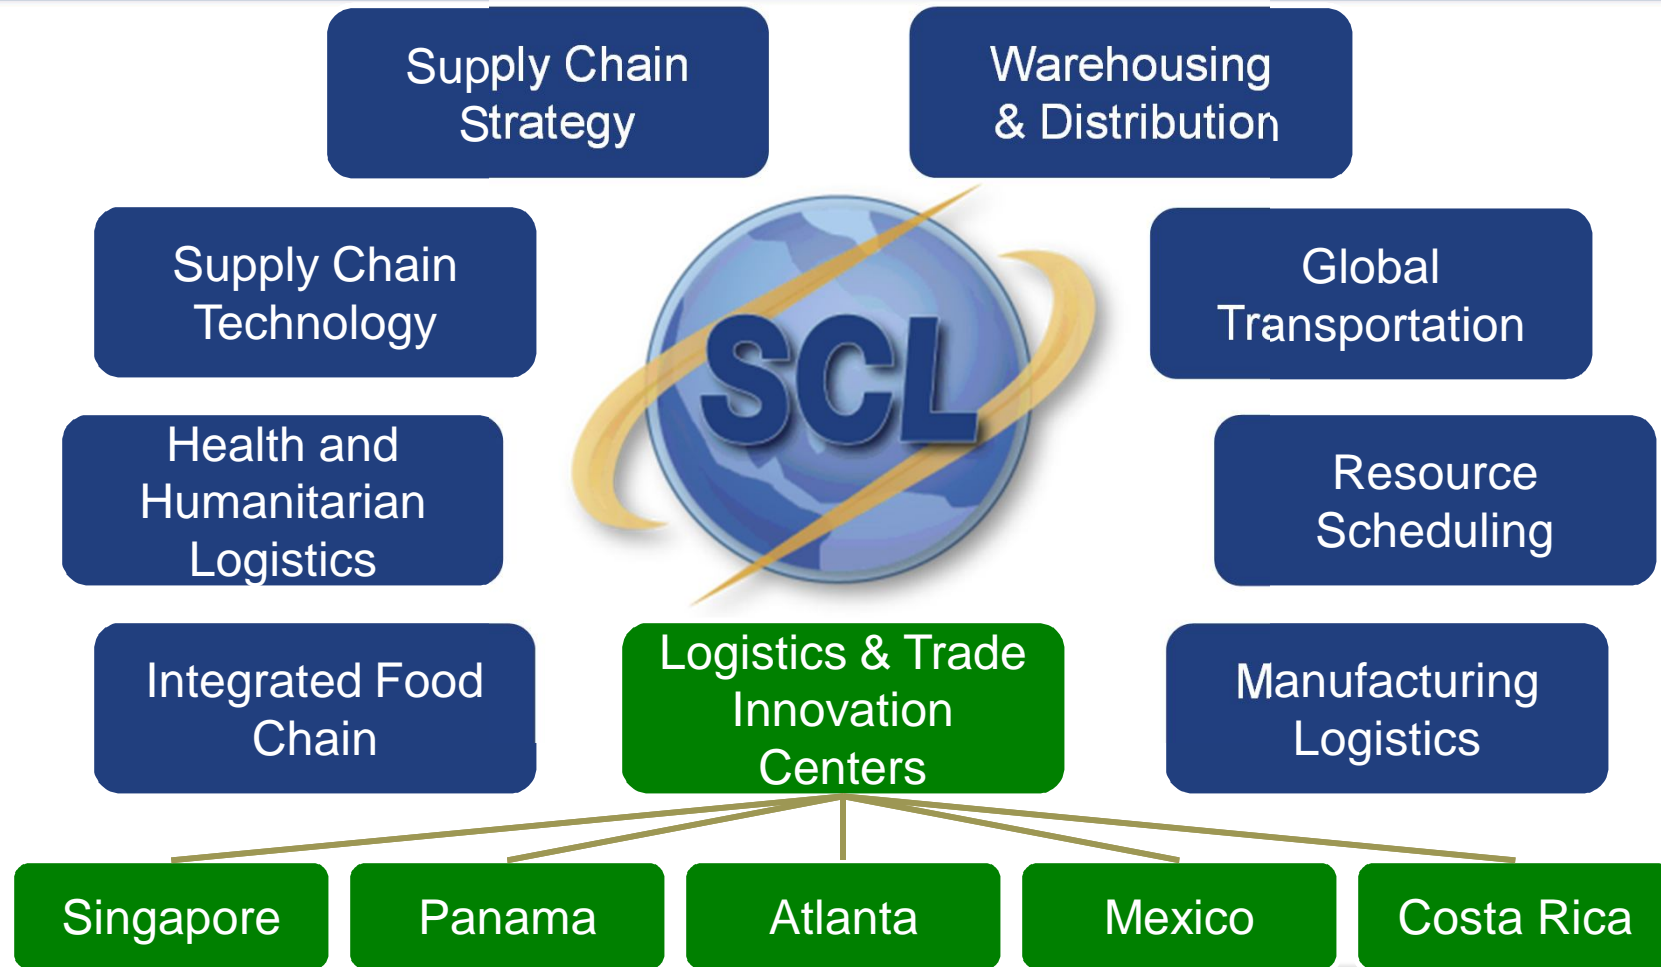 Supply Chain
Strategy
Warehousing
& Distribution
Supply Chain
Technology
Global
Transportation
SCL
Health and
Humanitarian
Logistics
Resource
Scheduling
Integrated Food
Chain
Logistics & Trade
Innovation
Centers
Manufacturing
Logistics
Singapore
Panama
Atlanta
Mexico
Costa Rica